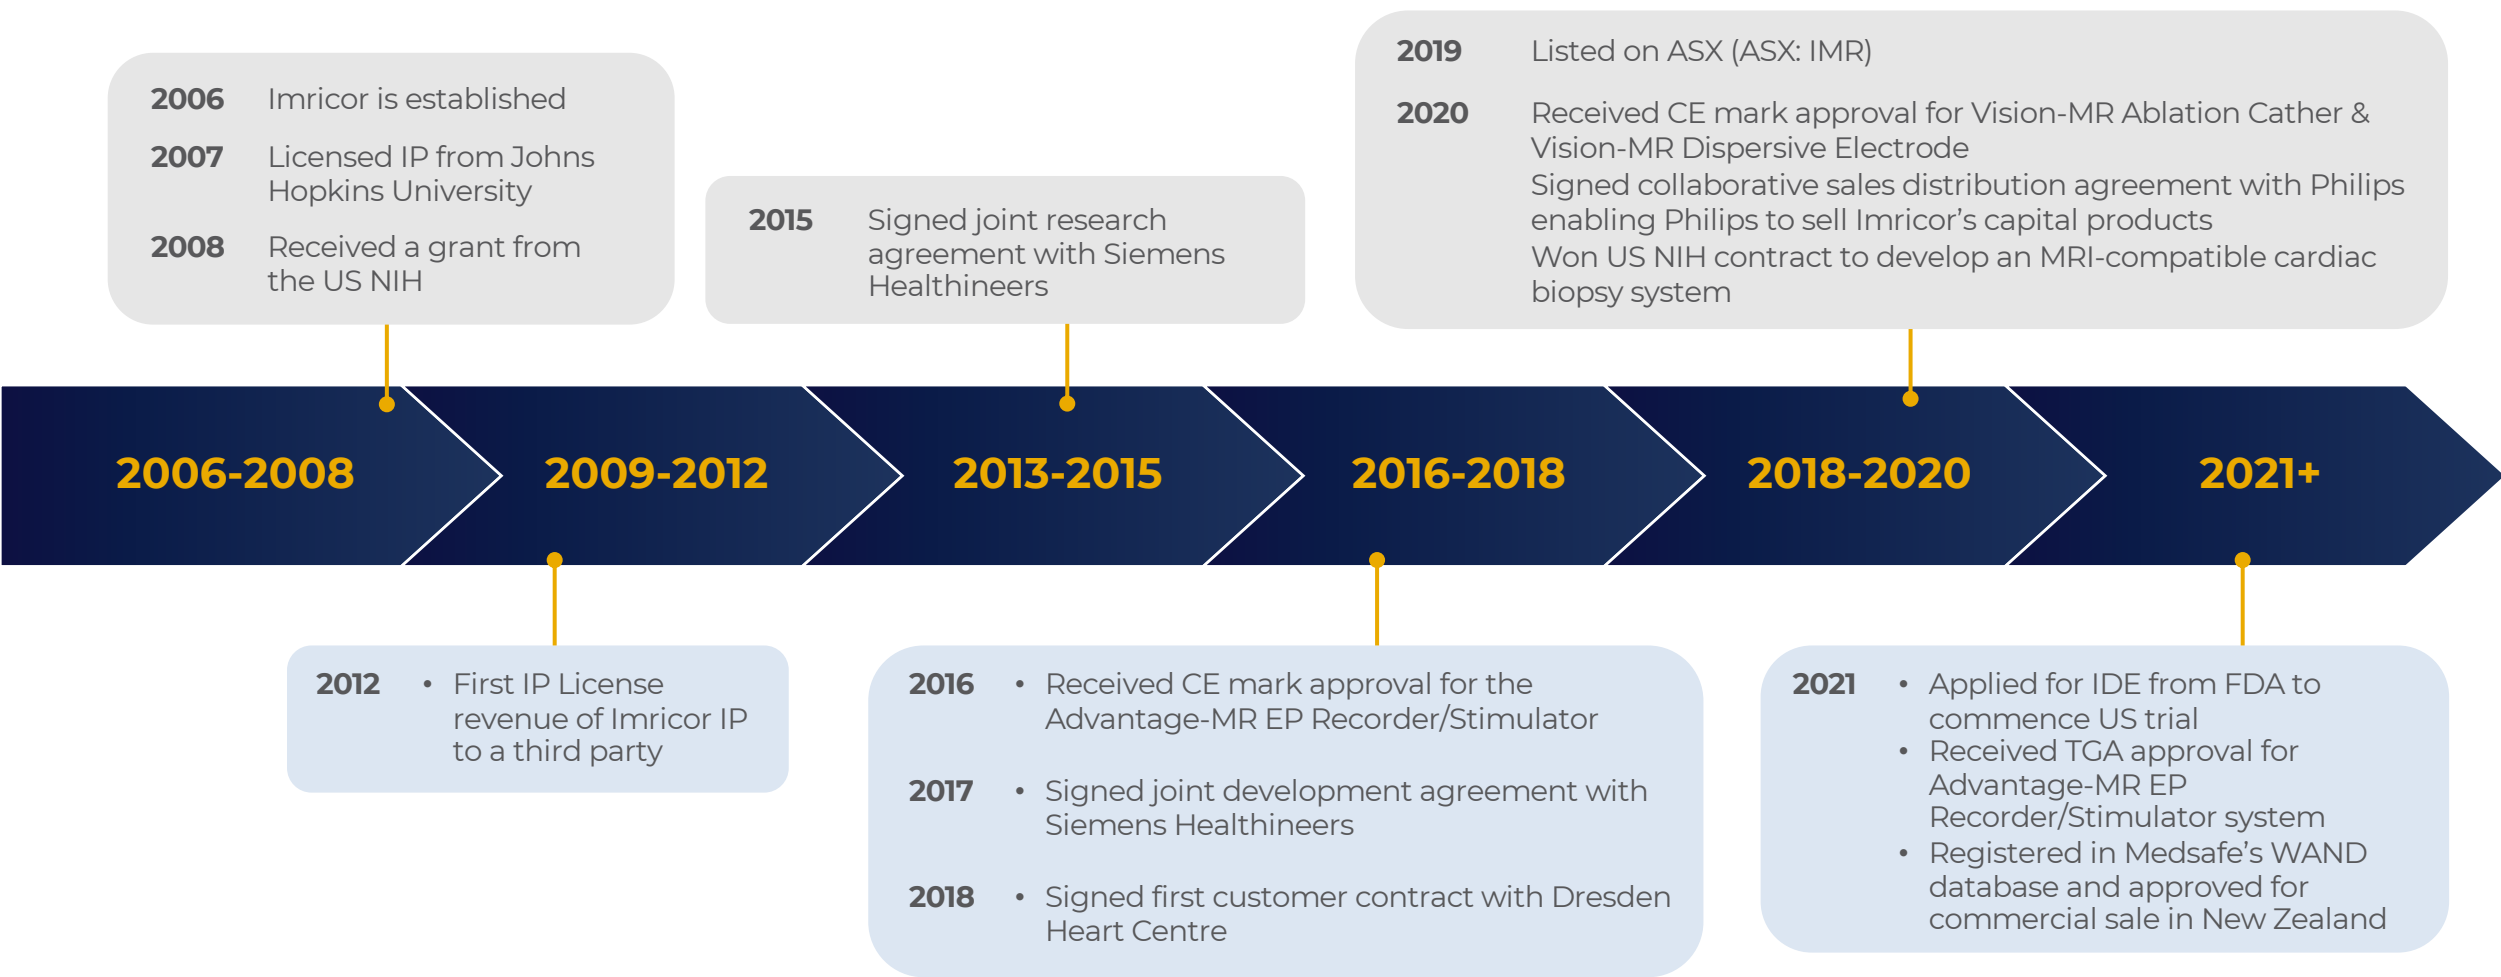 2006 Imricor is established
2007 Licensed IP from Johns
Hopkins University
2008 Received a grant from
the US NIH
2015 Signed joint research
agreement with Siemens
Healthineers
2019 Listed on ASX (ASX: IMR)
2020 Received CE mark approval for Vision-MR Ablation Cather &
Vision-MR Dispersive Electrode
Signed collaborative sales distribution agreement with Philips
enabling Philips to sell Imricor’s capital products
Won US NIH contract to develop an MRI-compatible cardiac
biopsy system
2006-2008 2009-2012 2013-2015 2016-2018 2018-2020 2021+
2012 • First IP License
revenue of Imricor IP
to a third party
2016 • Received CE mark approval for the
Advantage-MR EP Recorder/Stimulator
2017 • Signed joint development agreement with
Siemens Healthineers
2018 • Signed first customer contract with Dresden
Heart Centre
2021 • Applied for IDE from FDA to
commence US trial
• Received TGA approval for
Advantage-MR EP
Recorder/Stimulator system
• Registered in Medsafe’s WAND
database and approved for
commercial sale in New Zealand